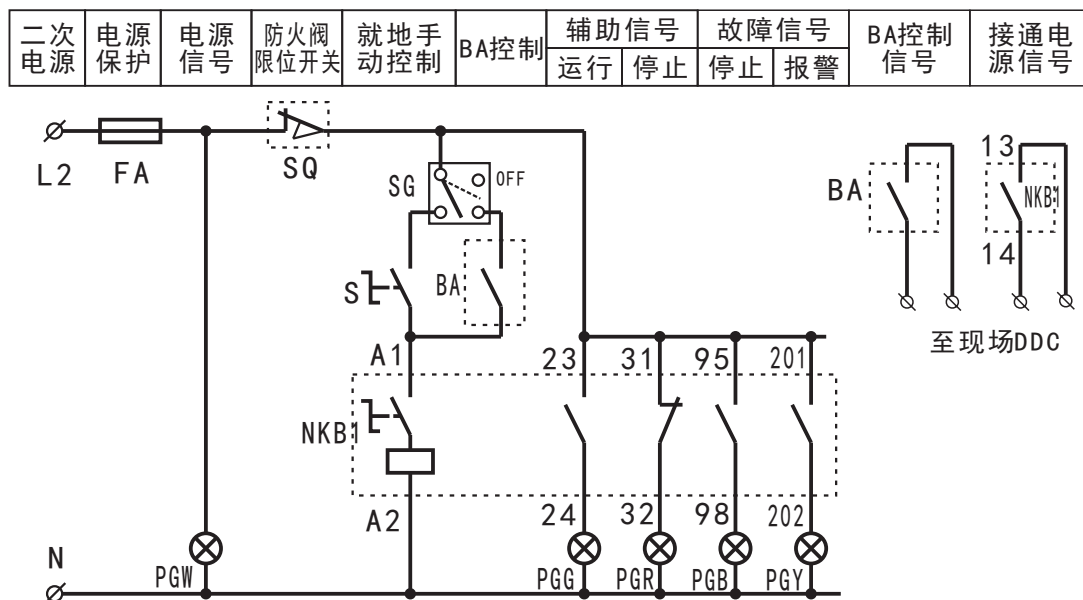 二次
电源
电源
保护
电源
信号
防火阀
限位开关
就地手
动控制
BA控制
辅助信号
运行
停止
故障信号
停止
报警
BA控制
信号
接通电
源信号
L2
FA
SQ
SG
OFF
S
BA
BA
13
NKB1
14
至现场DDC
A1
23
31
95
201
NKB1
A2
24
32
98
202
N
PGW
PGG
PGR
PGB
PGY